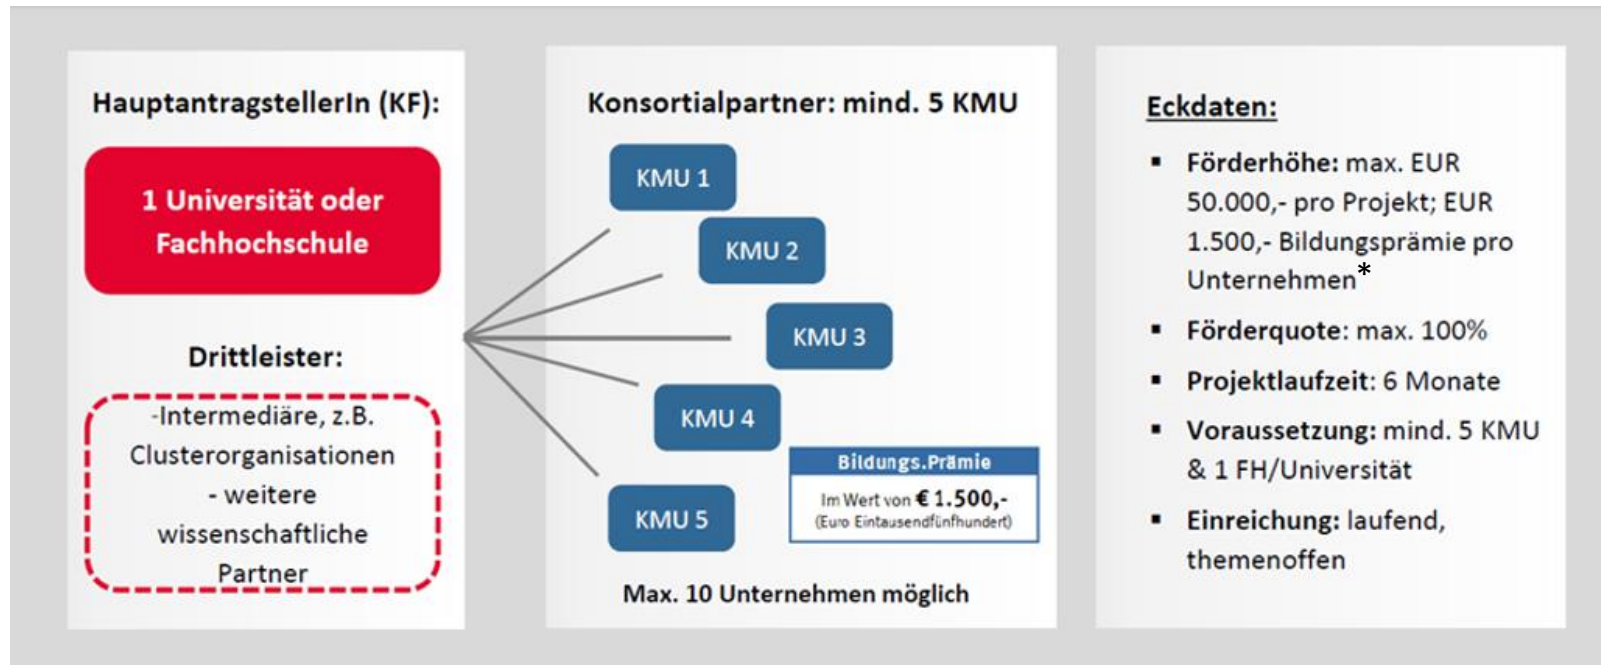 HauptantragstellerIn (KF):
1 Universität oder
Fachhochschule
Drittleister:
-Intermediäre, z.B.
Clusterorganisationen
- weitere
wissenschaftliche
Partner
Konsortialpartner: mind. 5 KMU
KMU 1
KMU 2
KMU 3
KMU 4
KMU 5
Bildungs.Prämie
Im Wert von € 1.500,-
(Euro Eintausendfünfhundert)
Max. 10 Unternehmen möglich
Eckdaten:
▪ Förderhöhe: max. EUR
50.000,- pro Projekt; EUR
1.500,- Bildungsprämie pro
Unternehmen*
▪ Förderquote: max. 100%
▪ Projektlaufzeit: 6 Monate
▪ Voraussetzung: mind. 5 KMU
& 1 FH/Universität
▪ Einreichung: laufend,
themenoffen